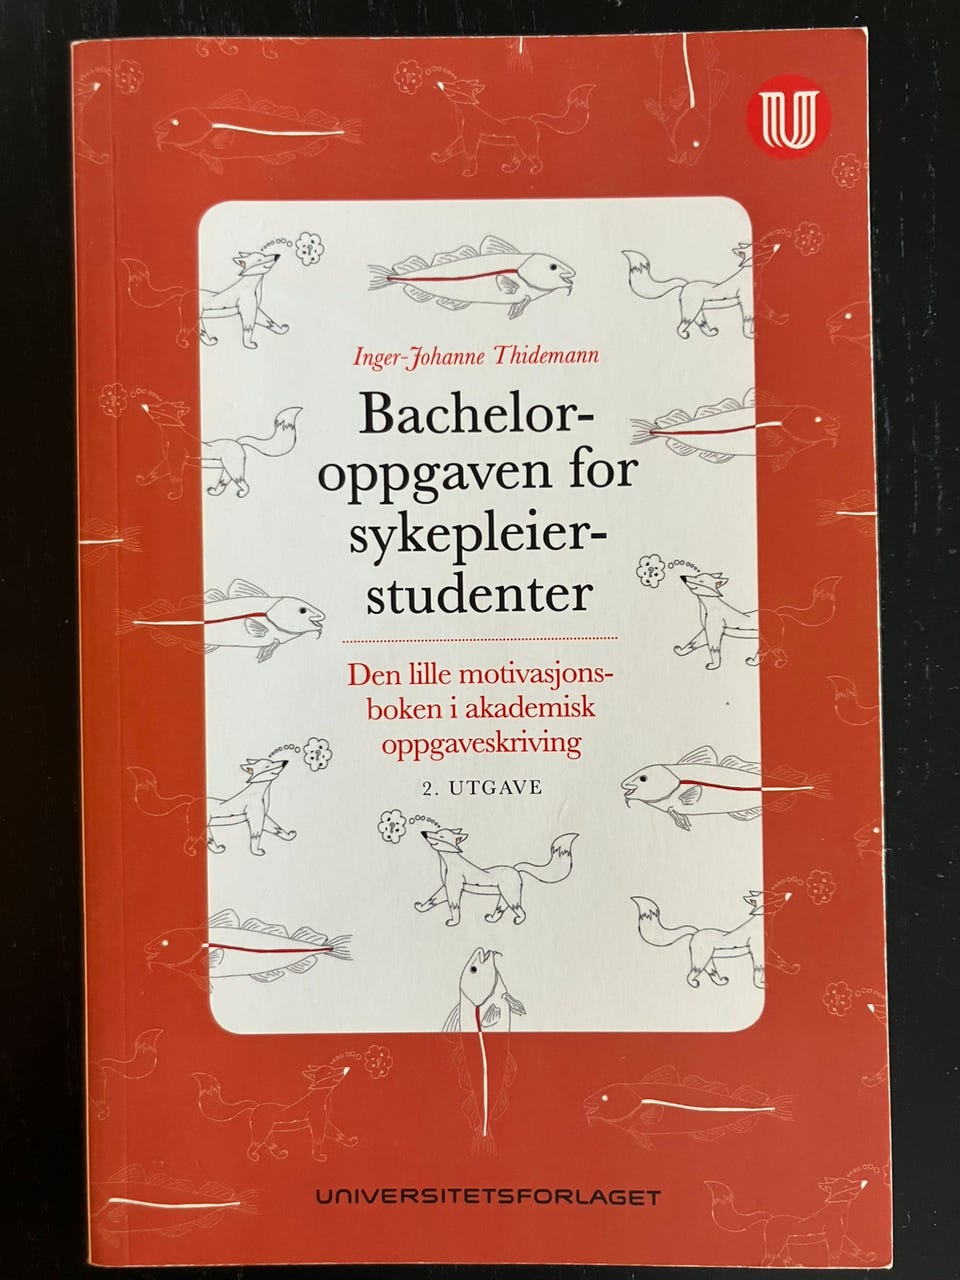 U
Inger-Johanne Thidemann
Bachelor-
oppgaven for
sykepleier-
studenter
Den lille motivasjons-
boken i akademisk
oppgaveskriving
2. UTGAVE
UNIVERSITETSFORLAGET